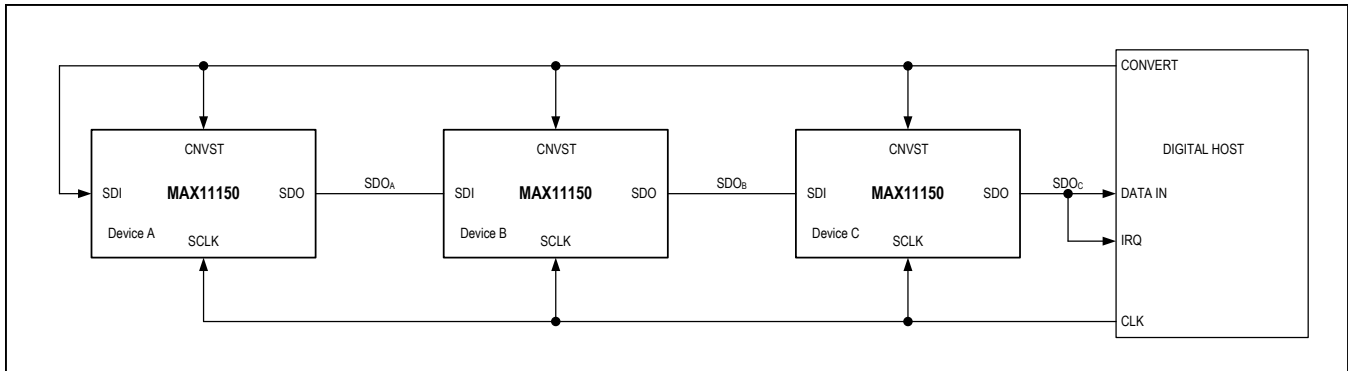 CONVERT
CNVST
CNVST
CNVST
DIGITAL HOST
SDI
MAX11150
SDO
SDOA
SDI
MAX11150
SDO
SDOB
SDI
MAX11150
SDO
SDOC
DATA IN
Device A
SCLK
Device B
SCLK
Device C
SCLK
IRQ
CLK